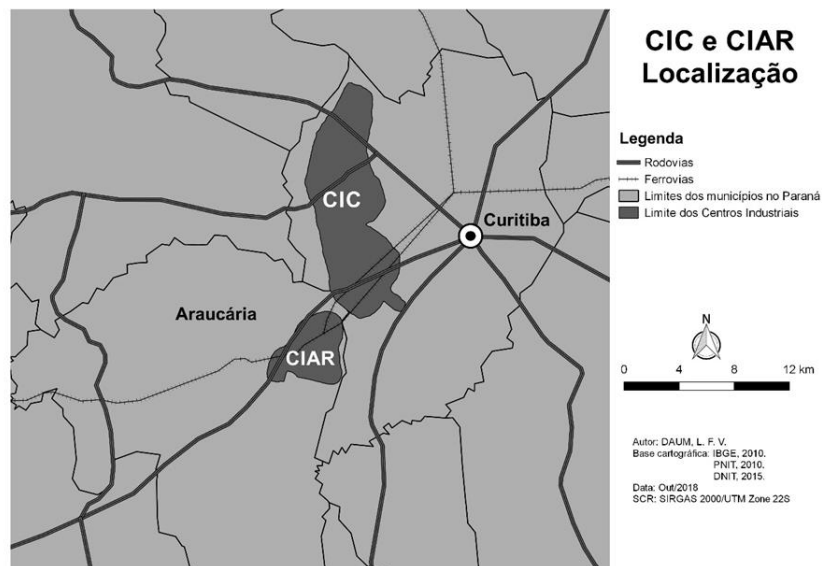 CIC e CIAR
Localização
Legenda
Rodovias
Ferrovias
Limites dos municípios no Paraná
Limite dos Centros Industriais
CIC
Curitiba
Araucária
CIAR
N
0 4 8 12 km
Autor: DAUM, L. F. V.
Base cartográfica: IBGE, 2010.
PNIT, 2010.
DNIT, 2015.
Data: Out/2018
SCR: SIRGAS 2000/UTM Zone 22S